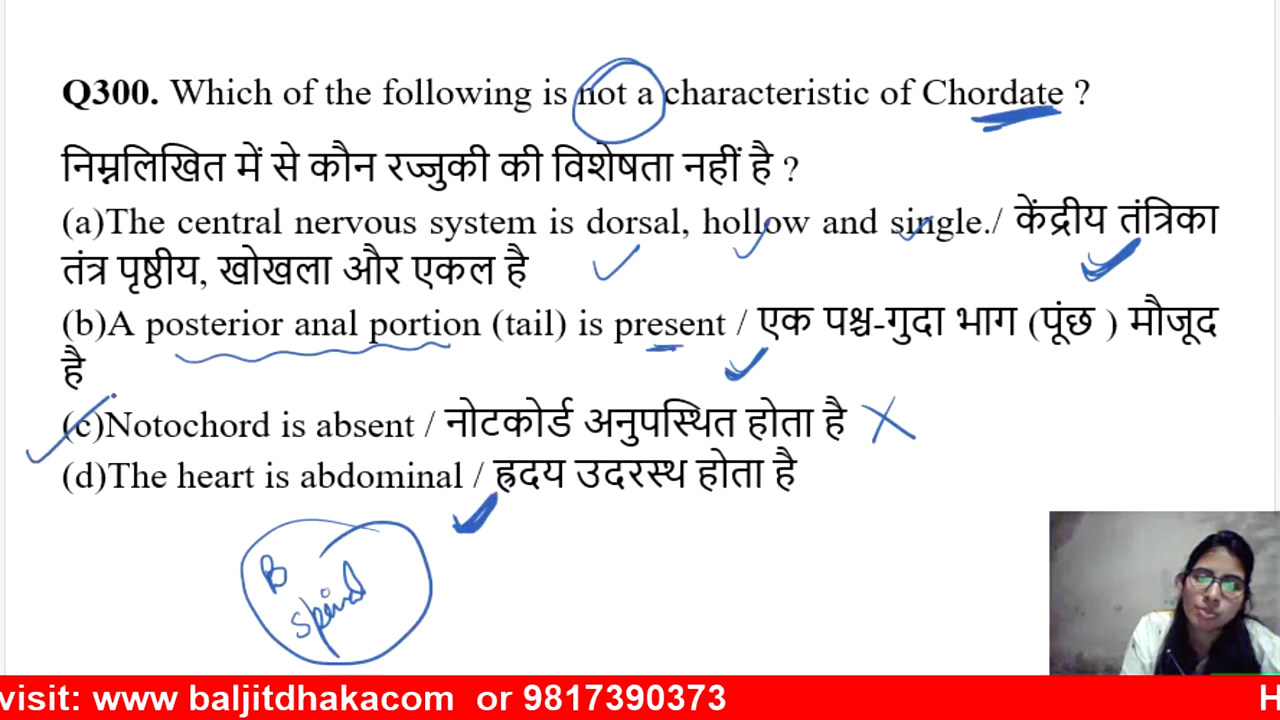 Q300. Which of the following is not a characteristic of Chordate ?
निम्नलिखित में से कौन रज्जुकी की विशेषता नहीं है ?
(a)The central nervous system is dorsal, hollow and single./ केंद्रीय तंत्रिका
तंत्र पृष्ठीय, खोखला और एकल है
(b)A posterior anal portion (tail) is present / एक पश्च-गुदा भाग (पूंछ ) मौजूद
है
(c)Notochord is absent / नोटकोर्ड अनुपस्थित होता है
(d)The heart is abdominal / ह्रदय उदरस्थ होता है
B
visit: www baljitdhakacom or 9817390373
H